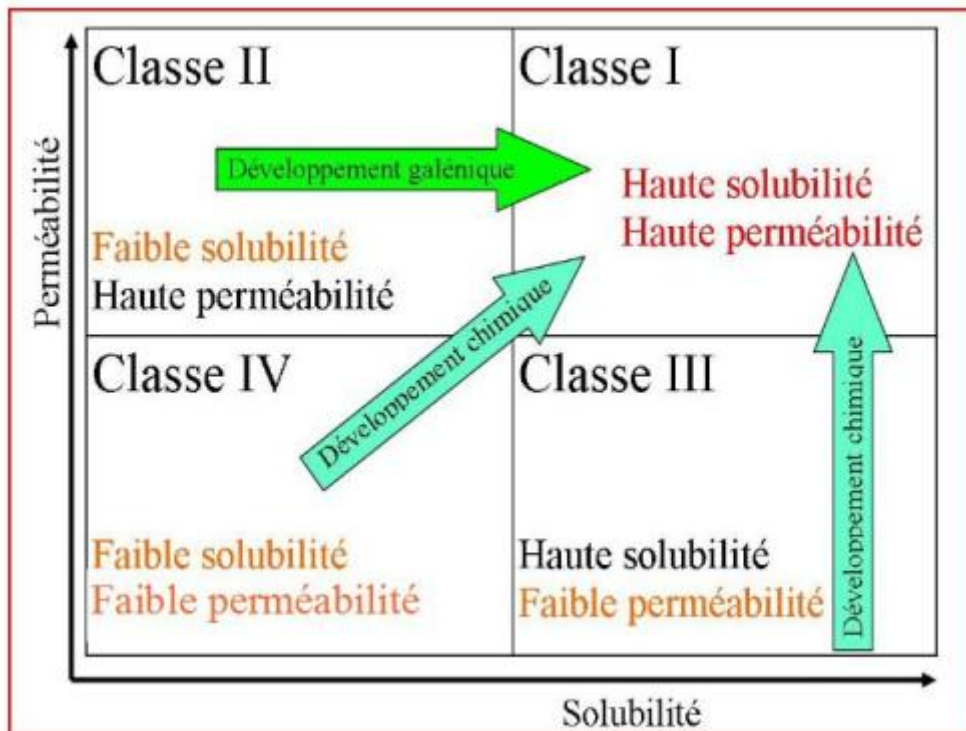 Perméabilité
Classe II
Développement galénique
Faible solubilité
Haute perméabilité
Classe I
Haute solubilité
Haute perméabilité
Classe IV
Développement chimique
Faible solubilité
Faible perméabilité
Classe III
Haute solubilité
Faible perméabilité
Développement chimique
Solubilité